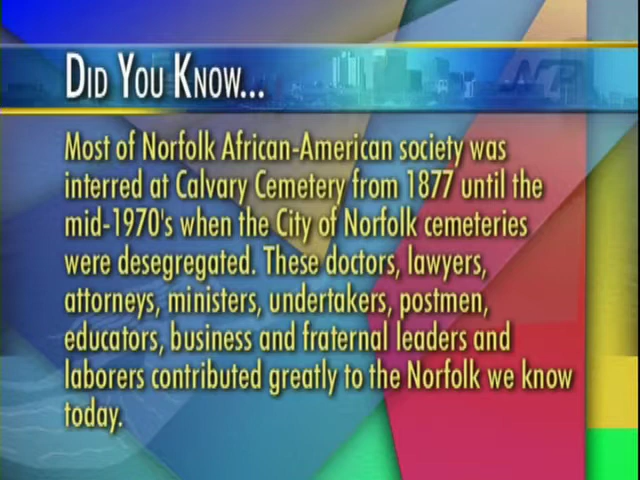 DID YOU KNOW...
Most of Norfolk African-American society was
interred at Calvary Cemetery from 1877 until the
mid-1970's when the City of Norfolk cemeteries
were desegregated. These doctors, lawyers,
attorneys, ministers, undertakers, postmen,
educators, business and fraternal leaders and
laborers contributed greatly to the Norfolk we know
today.